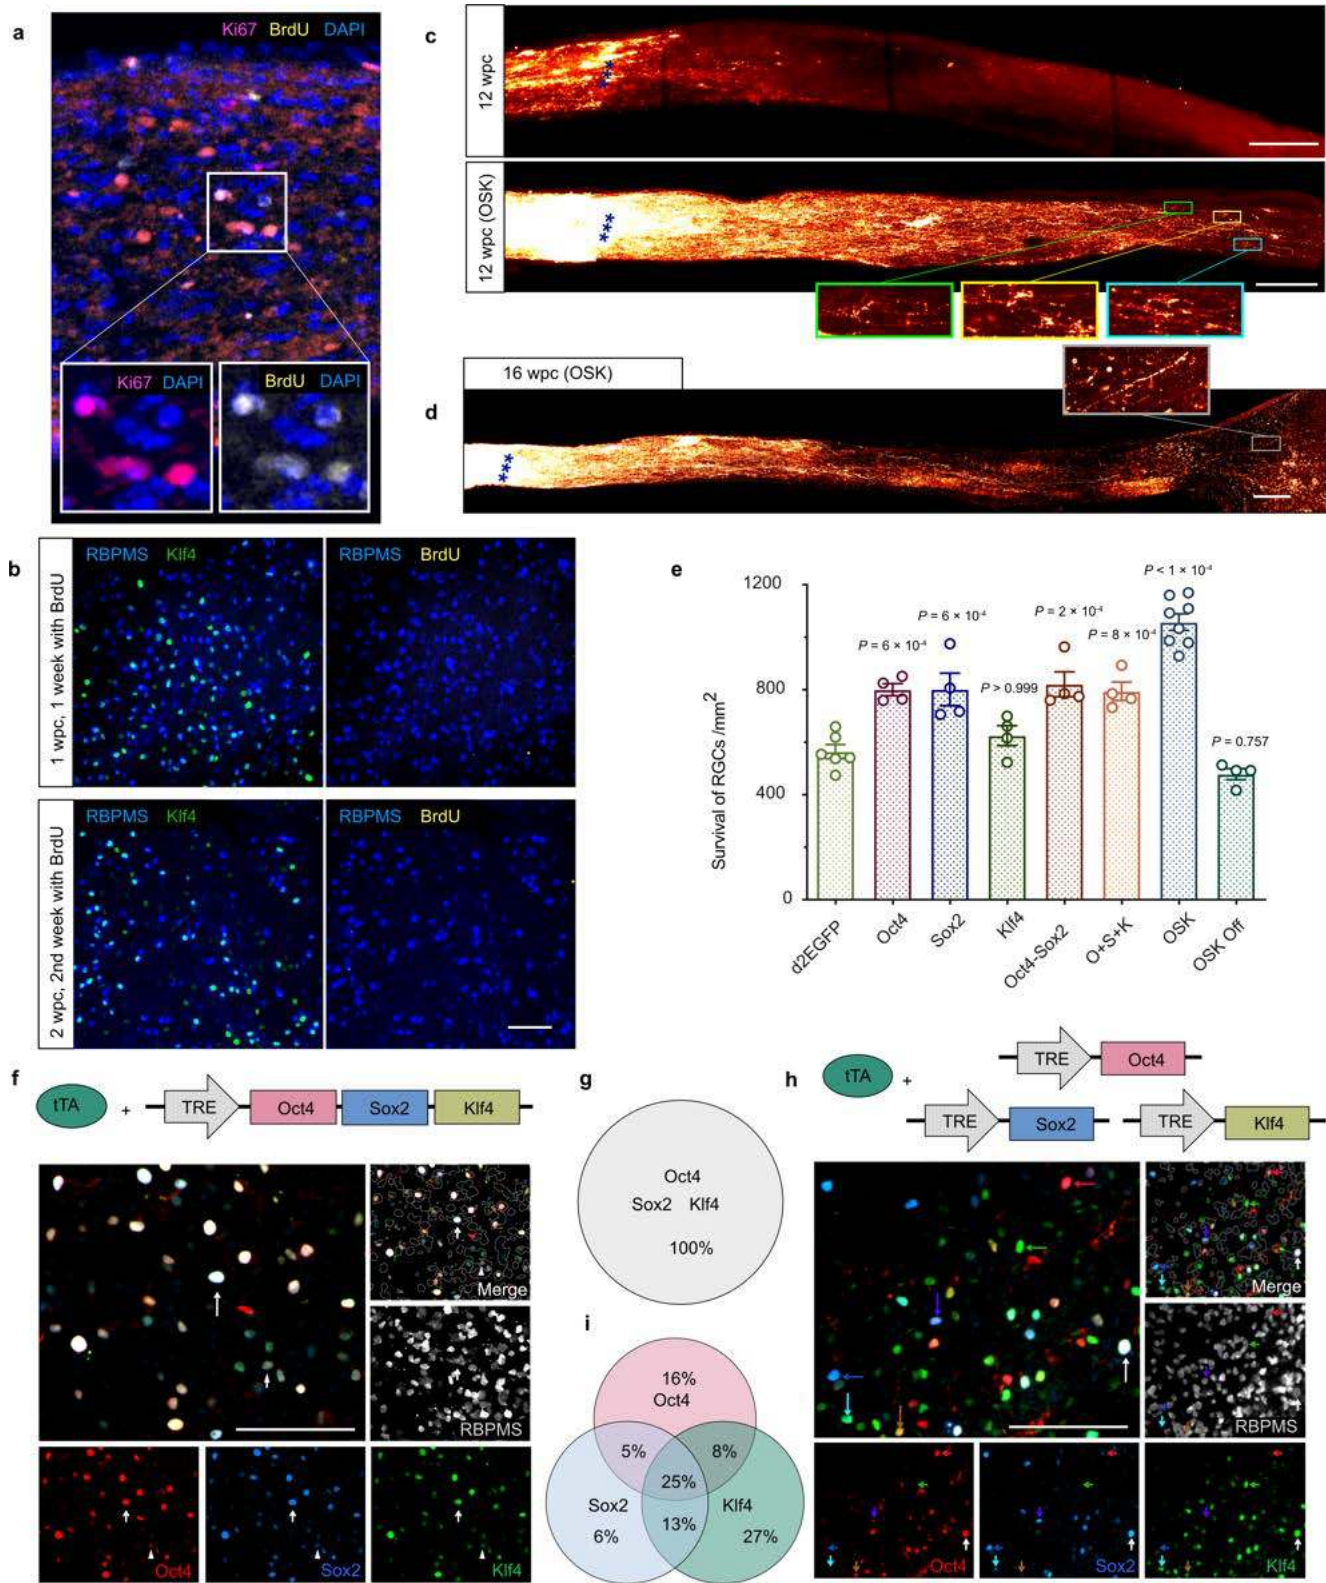 a
Ki67 BrdU DAPI
Ki67 DAPI
BrdU DAPI
b
1 wpc, 1 week with BrdU
RBPMS Klf4
RBPMS BrdU
2 wpc, 2nd week with BrdU
RBPMS Klf4
RBPMS BrdU
c
12 wpc
***
12 wpc (OSK)
***
d
16 wpc (OSK)
***
e
Survival of RGCs /mm²
1200
800
400
0
P = 6 × 10⁻⁴
P = 6 × 10⁻⁴
P > 0.999
P = 2 × 10⁻⁴
P = 8 × 10⁻⁴
P < 1 × 10⁻⁴
P = 0.757
d2EGFP
Oct4
Sox2
Klf4
Oct4-Sox2
O+S+K
OSK
OSK Off
f
tTA + TRE Oct4 Sox2 Klf4
Merge
RBPMS
Oct4
Sox2
Klf4
g
Oct4
Sox2 Klf4
100%
h
tTA +
TRE Oct4
TRE Sox2
TRE Klf4
Merge
RBPMS
Oct4
Sox2
Klf4
i
16%
Oct4
5%
8%
25%
Sox2
Klf4
6%
13%
27%